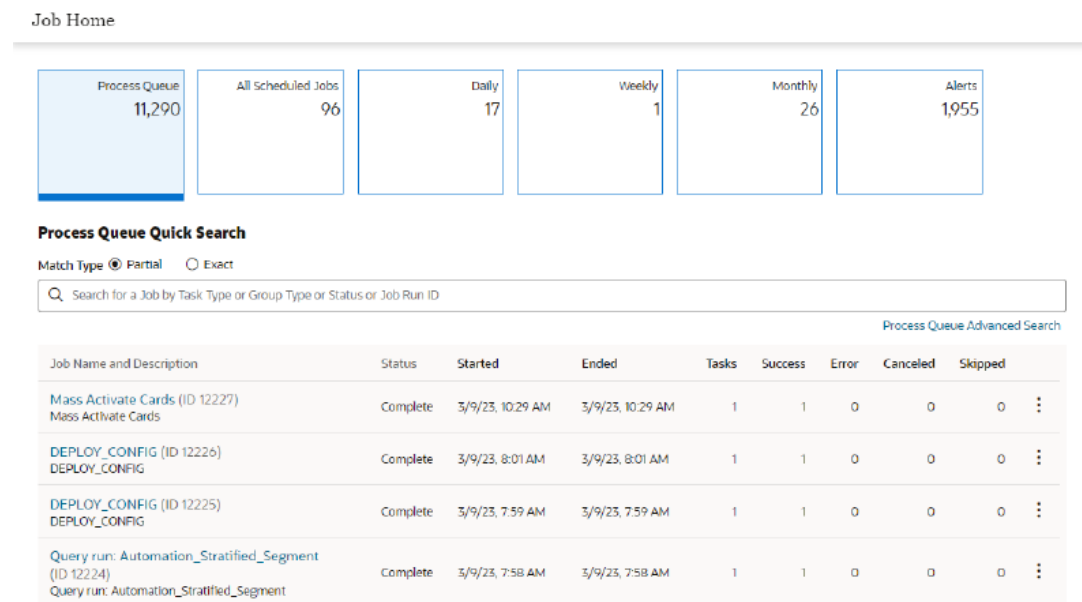 Job Home
Process Queue All Scheduled Jobs Daily Weekly Monthly Alerts
11,290 96 17 1 26 1,955
Process Queue Quick Search
Match Type Partial Exact
Search for a Job by Task Type or Group Type or Status or Job Run ID
Process Queue Advanced Search
Job Name and Description Status Started Ended Tasks Success Error Canceled Skipped
Mass Activate Cards (ID 12227)
Mass Activate Cards
Complete 3/9/23, 10:29 AM 3/9/23, 10:29 AM 1 1 0 0 0
DEPLOY_CONFIG (ID 12226)
DEPLOY_CONFIG
Complete 3/9/23, 8:01 AM 3/9/23, 8:01 AM 1 1 0 0 0
DEPLOY_CONFIG (ID 12225)
DEPLOY_CONFIG
Complete 3/9/23, 7:59 AM 3/9/23, 7:59 AM 1 1 0 0 0
Query run: Automation_Stratified_Segment
(ID 12224)
Query run: Automation_Stratified_Segment
Complete 3/9/23, 7:58 AM 3/9/23, 7:58 AM 1 1 0 0 0